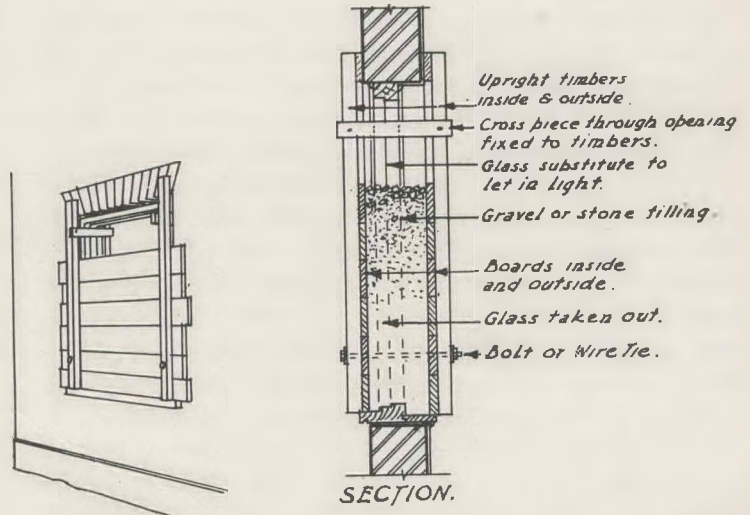 Upright timbers
inside & outside.
Cross piece through opening
fixed to timbers.
Glass substitute to
let in light.
Gravel or stone filling
Boards inside
and outside.
Glass taken out.
Bolt or Wire Tie.
SECTION.